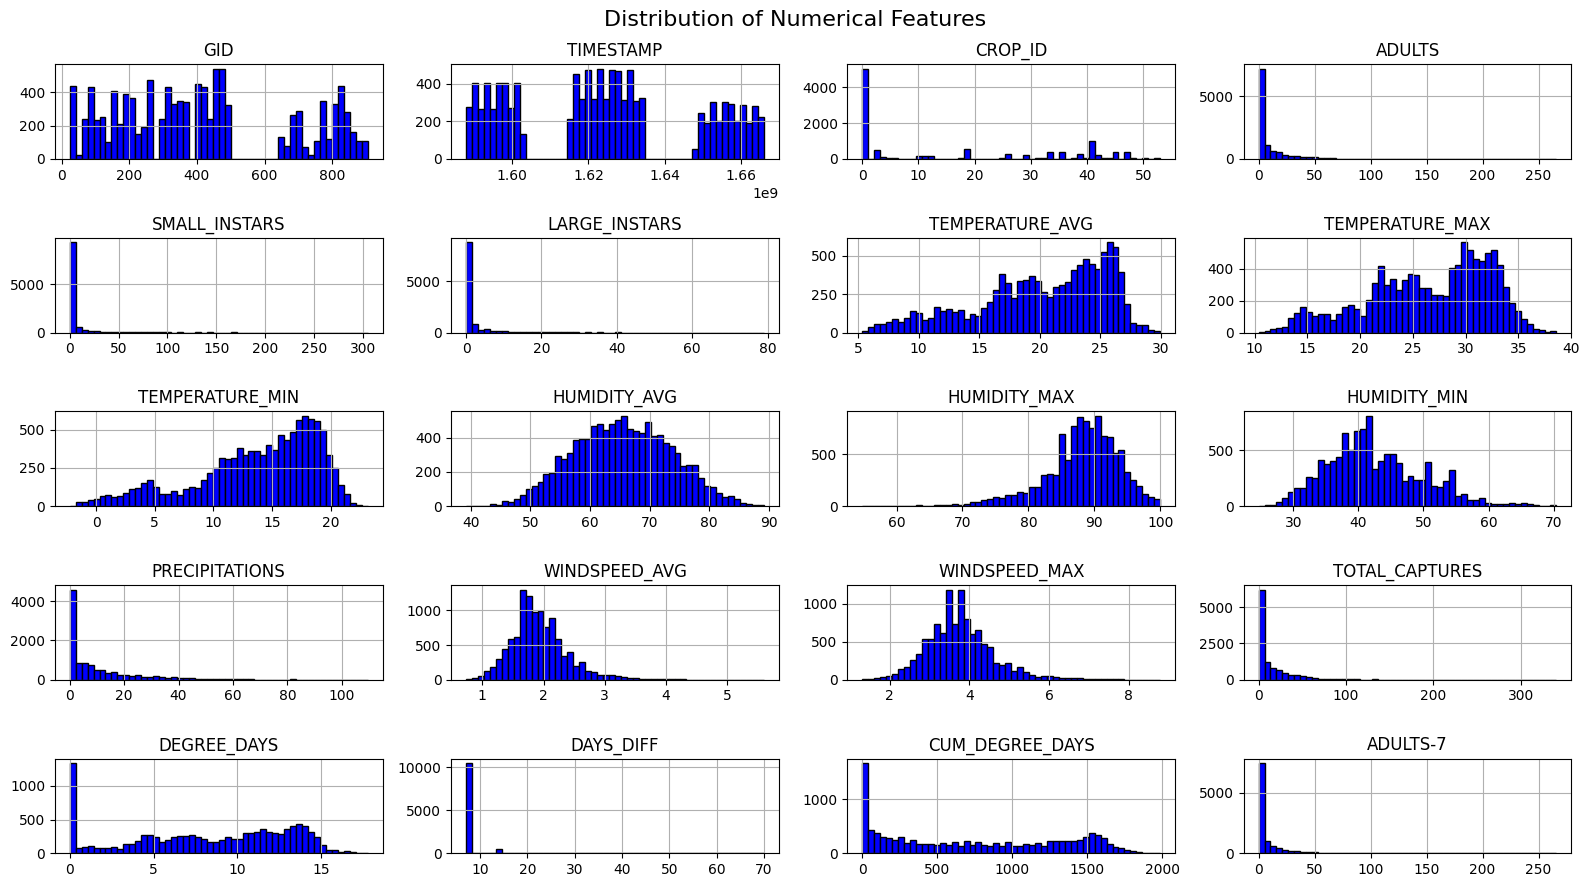 Distribution of Numerical Features
GID TIMESTAMP CROP_ID ADULTS
400
200
0
0 200 400 600 800
400
200
0
1.60 1.62 1.64 1.66
1e9
4000
2000
0
0 10 20 30 40 50
5000
0
0 50 100 150 200 250
SMALL_INSTARS LARGE_INSTARS TEMPERATURE_AVG TEMPERATURE_MAX
5000
0
0 50 100 150 200 250 300
5000
0
0 20 40 60 80
500
250
0
5 10 15 20 25 30
400
200
0
10 15 20 25 30 35 40
TEMPERATURE_MIN HUMIDITY_AVG HUMIDITY_MAX HUMIDITY_MIN
500
250
0
0 5 10 15 20
400
200
0
40 50 60 70 80 90
500
0
60 70 80 90 100
500
0
30 40 50 60 70
PRECIPITATIONS WINDSPEED_AVG WINDSPEED_MAX TOTAL_CAPTURES
4000
2000
0
0 20 40 60 80 100
1000
500
0
1 2 3 4 5
1000
500
0
2 4 6 8
5000
2500
0
0 100 200 300
DEGREE_DAYS DAYS_DIFF CUM_DEGREE_DAYS ADULTS-7
1000
500
0
0 5 10 15
10000
5000
0
10 20 30 40 50 60 70
1000
0
0 500 1000 1500 2000
5000
0
0 50 100 150 200 250